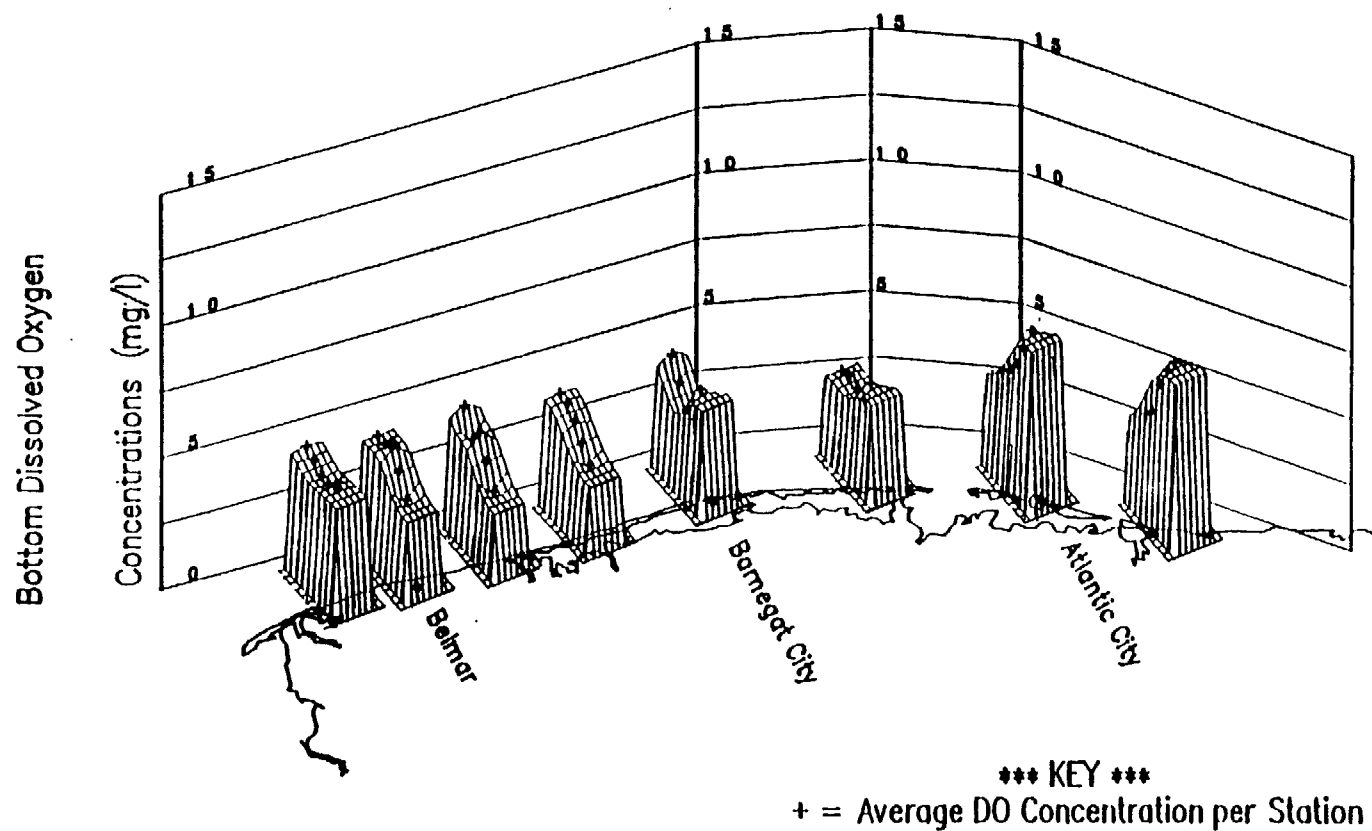 Bottom Dissolved Oxygen
Concentrations (mg/l)
15
10
5
0
15
10
5
15
10
5
15
10
5
Belmar
Barnegat City
Atlantic City
*** KEY ***
+ = Average DO Concentration per Station